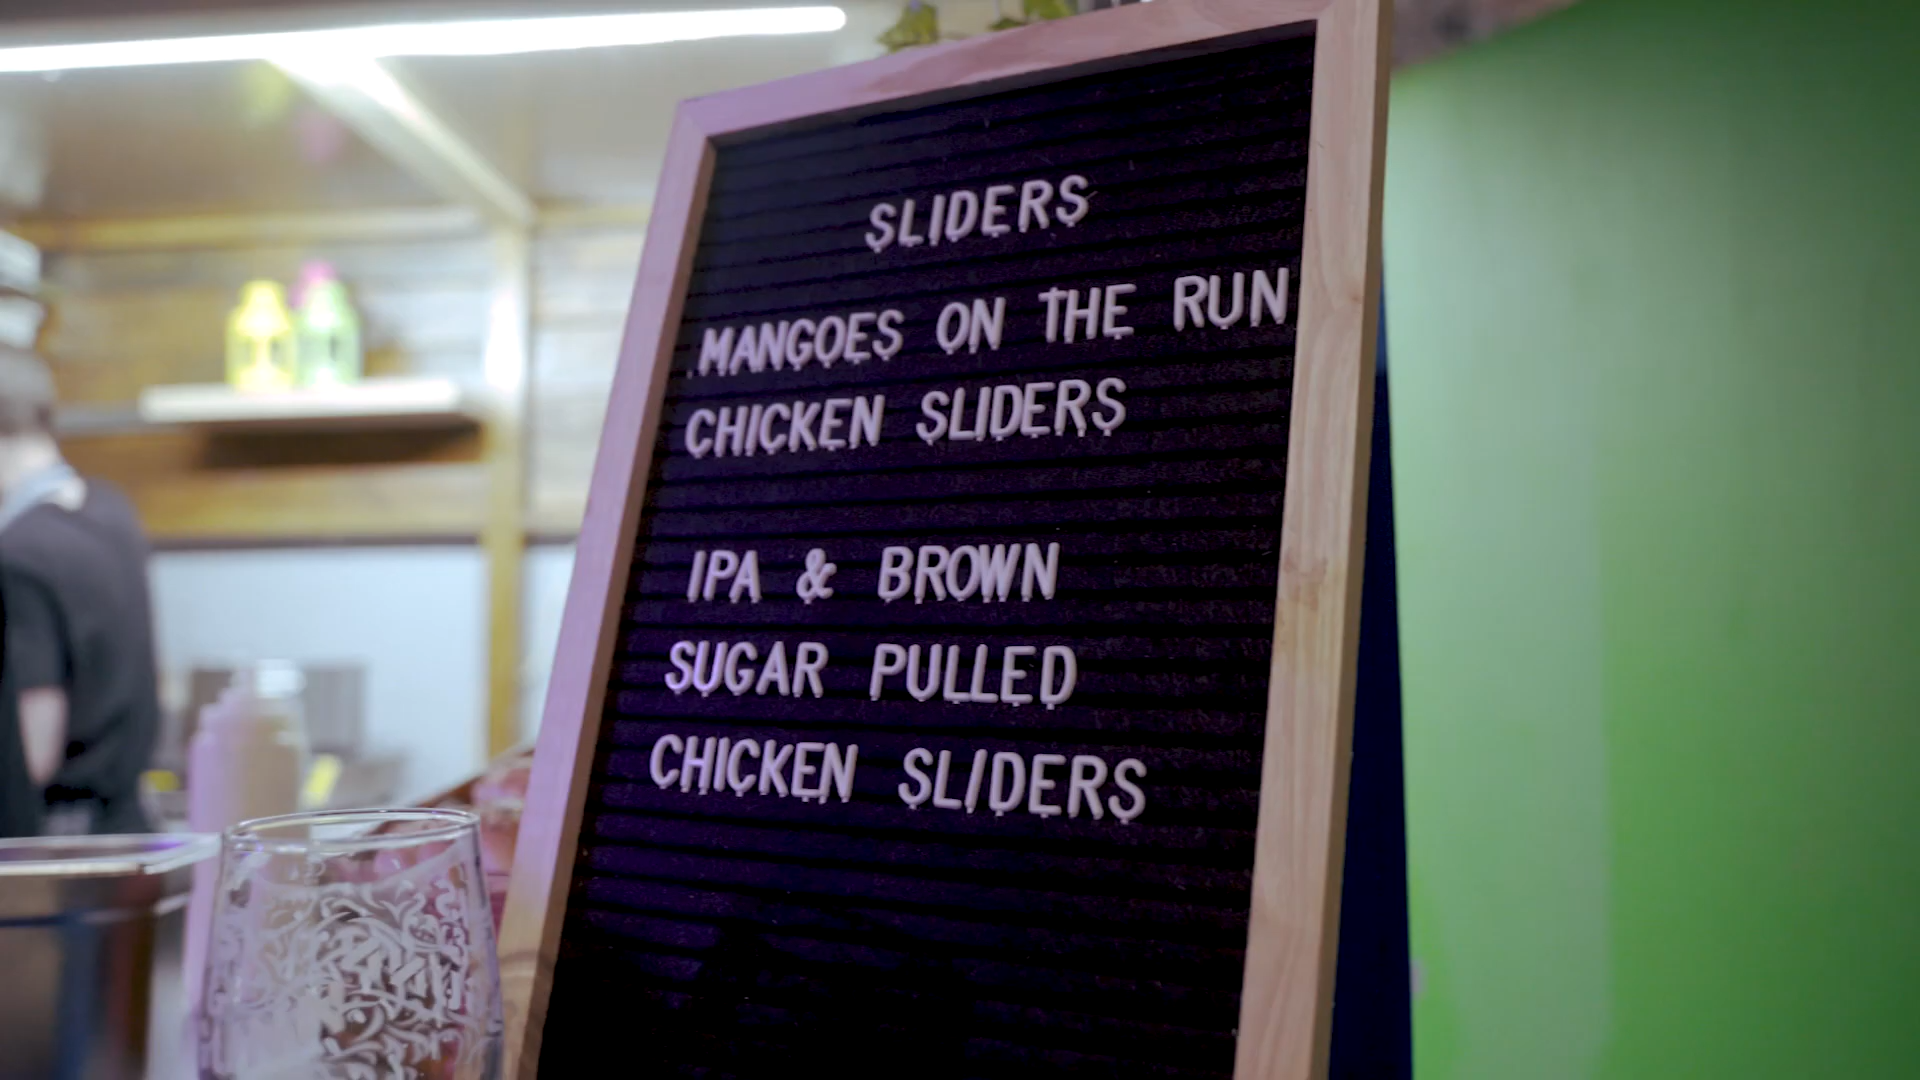 SLIDERS
MANGOES ON THE RUN
CHICKEN SLIDERS
IPA & BROWN
SUGAR PULLED
CHICKEN SLIDERS